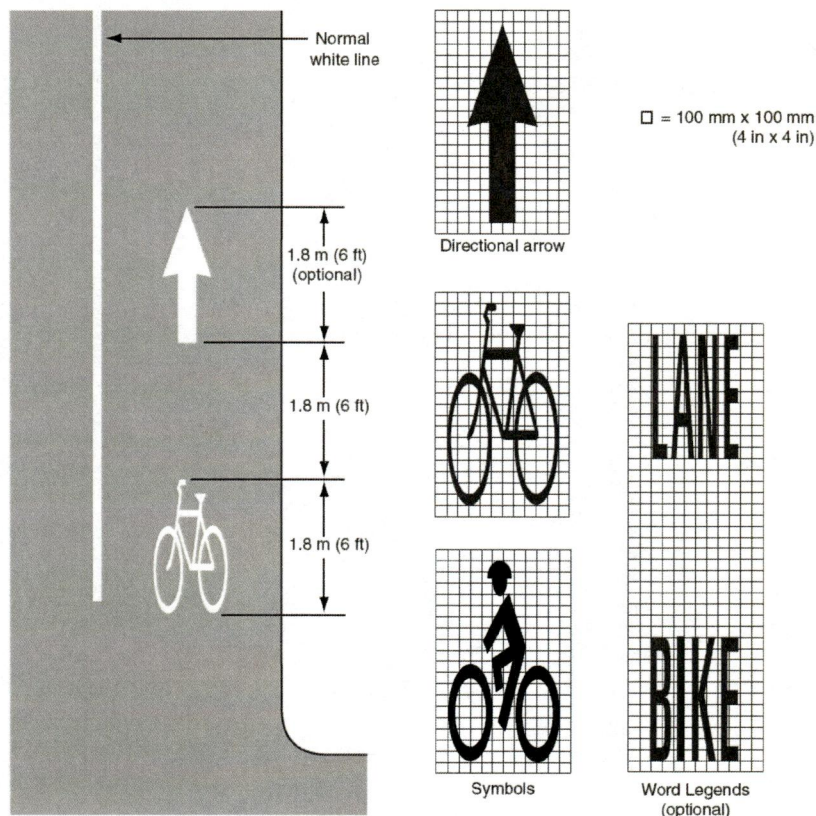 Normal
white line
1.8 m (6 ft)
(optional)
1.8 m (6 ft)
1.8 m (6 ft)
Directional arrow
Symbols
= 100 mm x 100 mm
(4 in x 4 in)
LANE
BIKE
Word Legends
(optional)